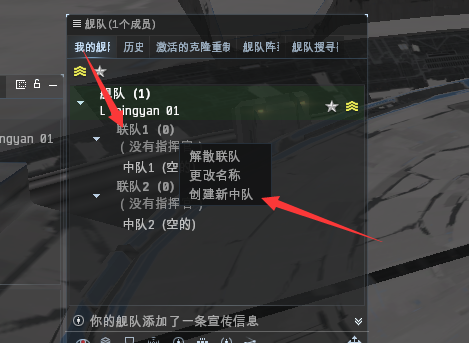 舰队(1个成员)
我的舰队 历史 激活的克隆重制 舰队阵 舰队搜寻
舰队 (1)
ngyan 01
ngyan 01
联队1 (0)
(没有指挥
中队1 (空
解散联队
更改名称
创建新中队
联队2 (0)
(没有指挥
中队2 (空的)
你的舰队添加了一条宣传信息